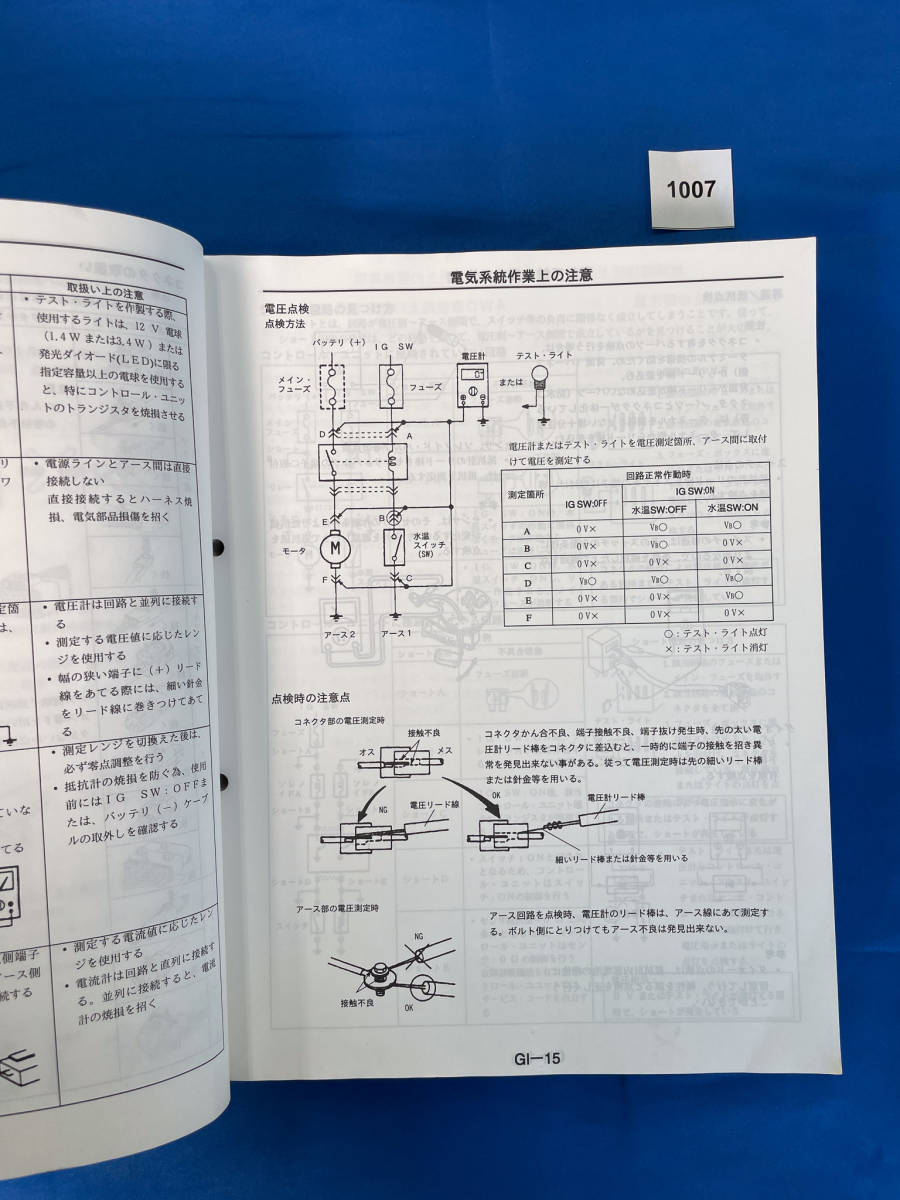 1007
取扱い上の注意
・テスト・ライトを作製する際、
使用するライトは、12 V 電球
(1.4Wまたは3.4W)または
発光ダイオード(LED)に限る
指定容量以上の電球を使用する
と、特にコントロール・ユニッ
トのトランジスタを焼損させる
・電源ラインとアース間は直接
接続しない
直接接続するとハーネス焼
損、電気部品損傷を招く
・電圧計は回路と並列に接続す
る
・測定する電圧値に応じたレン
ジを使用する
・幅の狭い端子に(+)リード
線をあてる際には、細い針金
をリード線に巻きつけてあて
る
・測定レンジを切換えた後は、
必ず零点調整を行う
・抵抗計の焼損を防ぐ為、使用
前にはIG SW:OFFま
たは、バッテリ(−)ケーブ
ルの取外しを確認する
・測定する電流値に応じたレン
ジを使用する
・電流計は回路と直列に接続す
る。並列に接続すると、電流
計の焼損を招く
電気系統作業上の注意
電圧点検
点検方法
バッテリ(+) IG SW
電圧計 テスト・ライト
メイン・
フューズ
フューズ
または
D A
E B
モータ M 水温
スイッチ
(SW)
F C
アース2 アース1
電圧計またはテスト・ライトを電圧測定箇所、アース間に取付
けて電圧を測定する
測定箇所 回路正常作動時
IG SW:OFF IG SW:ON
水温SW:OFF 水温SW:ON
A 0V× VB○ VB○
B 0V× VB○ 0V×
C 0V× 0V× 0V×
D VB○ VB○ VB○
E 0V× 0V× VB○
F 0V× 0V× 0V×
○:テスト・ライト点灯
×:テスト・ライト消灯
点検時の注意点
コネクタ部の電圧測定時
接触不良
オス メス
NG 電圧リード線
OK 電圧計リード棒
細いリード棒または針金等を用いる
コネクタかん合不良、端子接触不良、端子抜け発生時、先の太い電
圧計リード棒をコネクタに差込むと、一時的に端子の接触を招き異
常を発見出来ない事がある。従って電圧測定時は先の細いリード棒
または針金等を用いる。
アース部の電圧測定時
NG
接触不良
OK
アース回路を点検時、電圧計のリード棒は、アース線にあて測定す
る。ボルト側にとりつけてもアース不良は発見出来ない。
GI−15